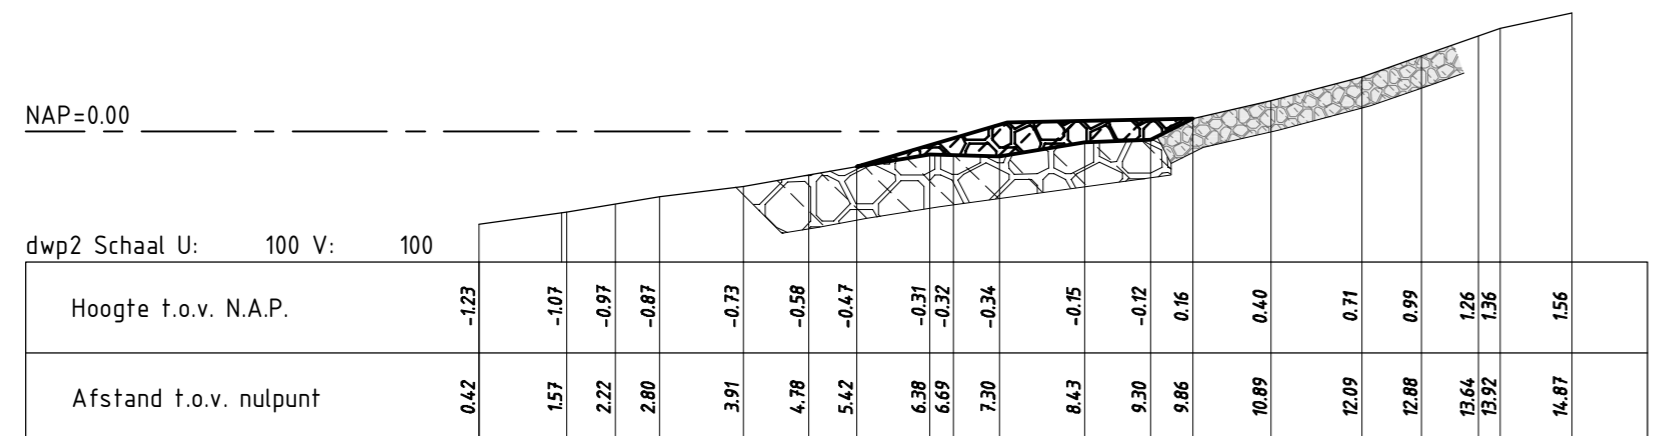 NAP=0.00
dwp2 Schaal U: 100 V: 100
Hoogte t.o.v. N.A.P. -1.23 -1.07 -0.97 -0.87 -0.73 -0.58 -0.47 -0.31 -0.32 -0.34 -0.15 -0.12 0.16 0.40 0.71 0.99 1.26 1.36 1.56
Afstand t.o.v. nulpunt 0.42 1.57 2.22 2.80 3.91 4.78 5.42 6.38 6.69 7.30 8.43 9.30 9.86 10.89 12.09 12.88 13.64 13.92 14.87